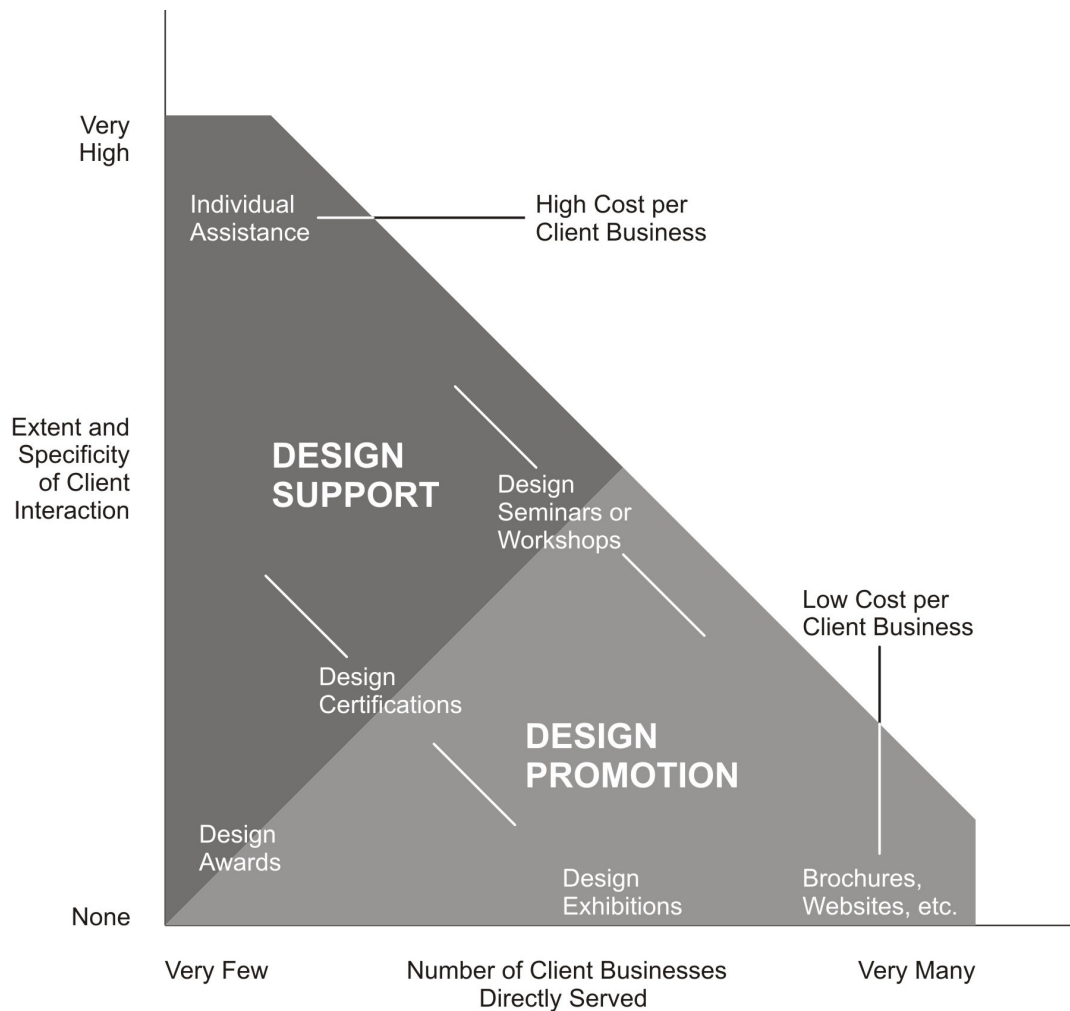 Very
High
Individual
Assistance
High Cost per
Client Business
Extent and
Specificity
of Client
Interaction
DESIGN
SUPPORT
Design
Seminars or
Workshops
Low Cost per
Client Business
Design
Certifications
DESIGN
PROMOTION
Design
Awards
Design
Exhibitions
Brochures,
Websites, etc.
None
Very Few
Number of Client Businesses
Directly Served
Very Many